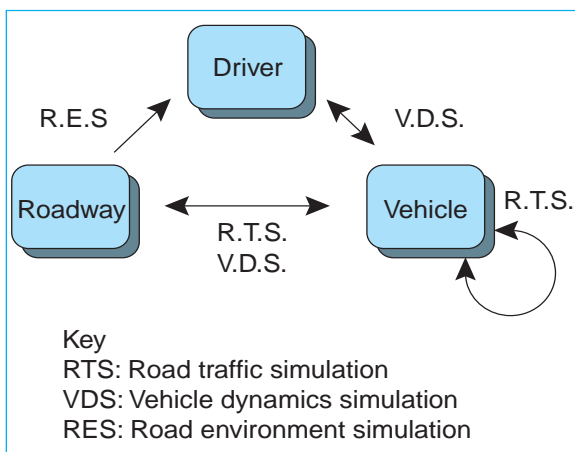 Driver
R.E.S
V.D.S.
Roadway
Vehicle
R.T.S.
R.T.S.
V.D.S.
Key
RTS: Road traffic simulation
VDS: Vehicle dynamics simulation
RES: Road environment simulation